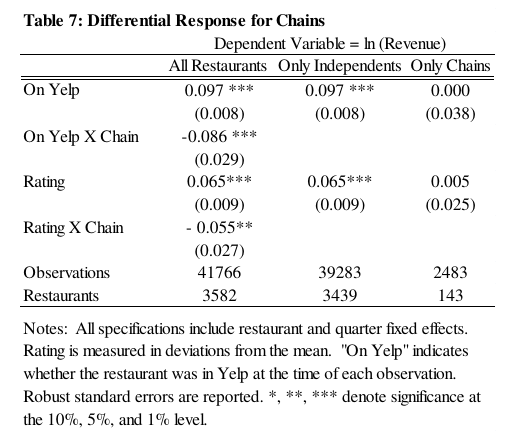 Table 7: Differential Response for Chains
Dependent Variable = ln (Revenue)
All Restaurants Only Independents Only Chains
On Yelp 0.097 *** 0.097 *** 0.000
(0.008) (0.008) (0.038)
On Yelp X Chain -0.086 ***
(0.029)
Rating 0.065*** 0.065*** 0.005
(0.009) (0.009) (0.025)
Rating X Chain - 0.055**
(0.027)
Observations 41766 39283 2483
Restaurants 3582 3439 143
Notes: All specifications include restaurant and quarter fixed effects.
Rating is measured in deviations from the mean. "On Yelp" indicates
whether the restaurant was in Yelp at the time of each observation.
Robust standard errors are reported. *, **, *** denote significance at
the 10%, 5%, and 1% level.